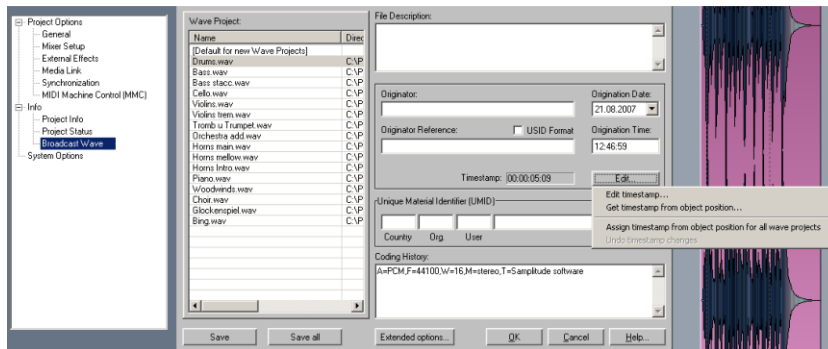 Project Options
General
Mixer Setup
External Effects
Media Link
Synchronization
MIDI Machine Control (MMC)
Info
Project Info
Project Status
Broadcast Wave
System Options
Wave Project:
Name Direc
[Default for new Wave Projects]
Drums.wav C:\P
Bass.wav C:\P
Bass stacc.wav C:\P
Cello.wav C:\P
Violins.wav C:\P
Violins trem.wav C:\P
Tromb u Trumpet.wav C:\P
Orchestra add.wav C:\P
Horns main.wav C:\P
Horns mellow.wav C:\P
Horns Intro.wav C:\P
Piano.wav C:\P
Woodwinds.wav C:\P
Choir.wav C:\P
Glockenspiel.wav C:\P
Bing.wav C:\P
Save Save all
File Description:
Originator: Origination Date:
21.08.2007
Originator Reference: USID Format Origination Time:
12:46:59
Timestamp: 00:00:05:09 Edit...
Edit timestamp...
Get timestamp from object position...
Assign timestamp from object position for all wave projects
Undo timestamp changes
Unique Material Identifier (UMID)
Country Org. User
Coding History:
A=PCM,F=44100,W=16,M=stereo,T=Samplitude software
Extended options... OK Cancel Help...